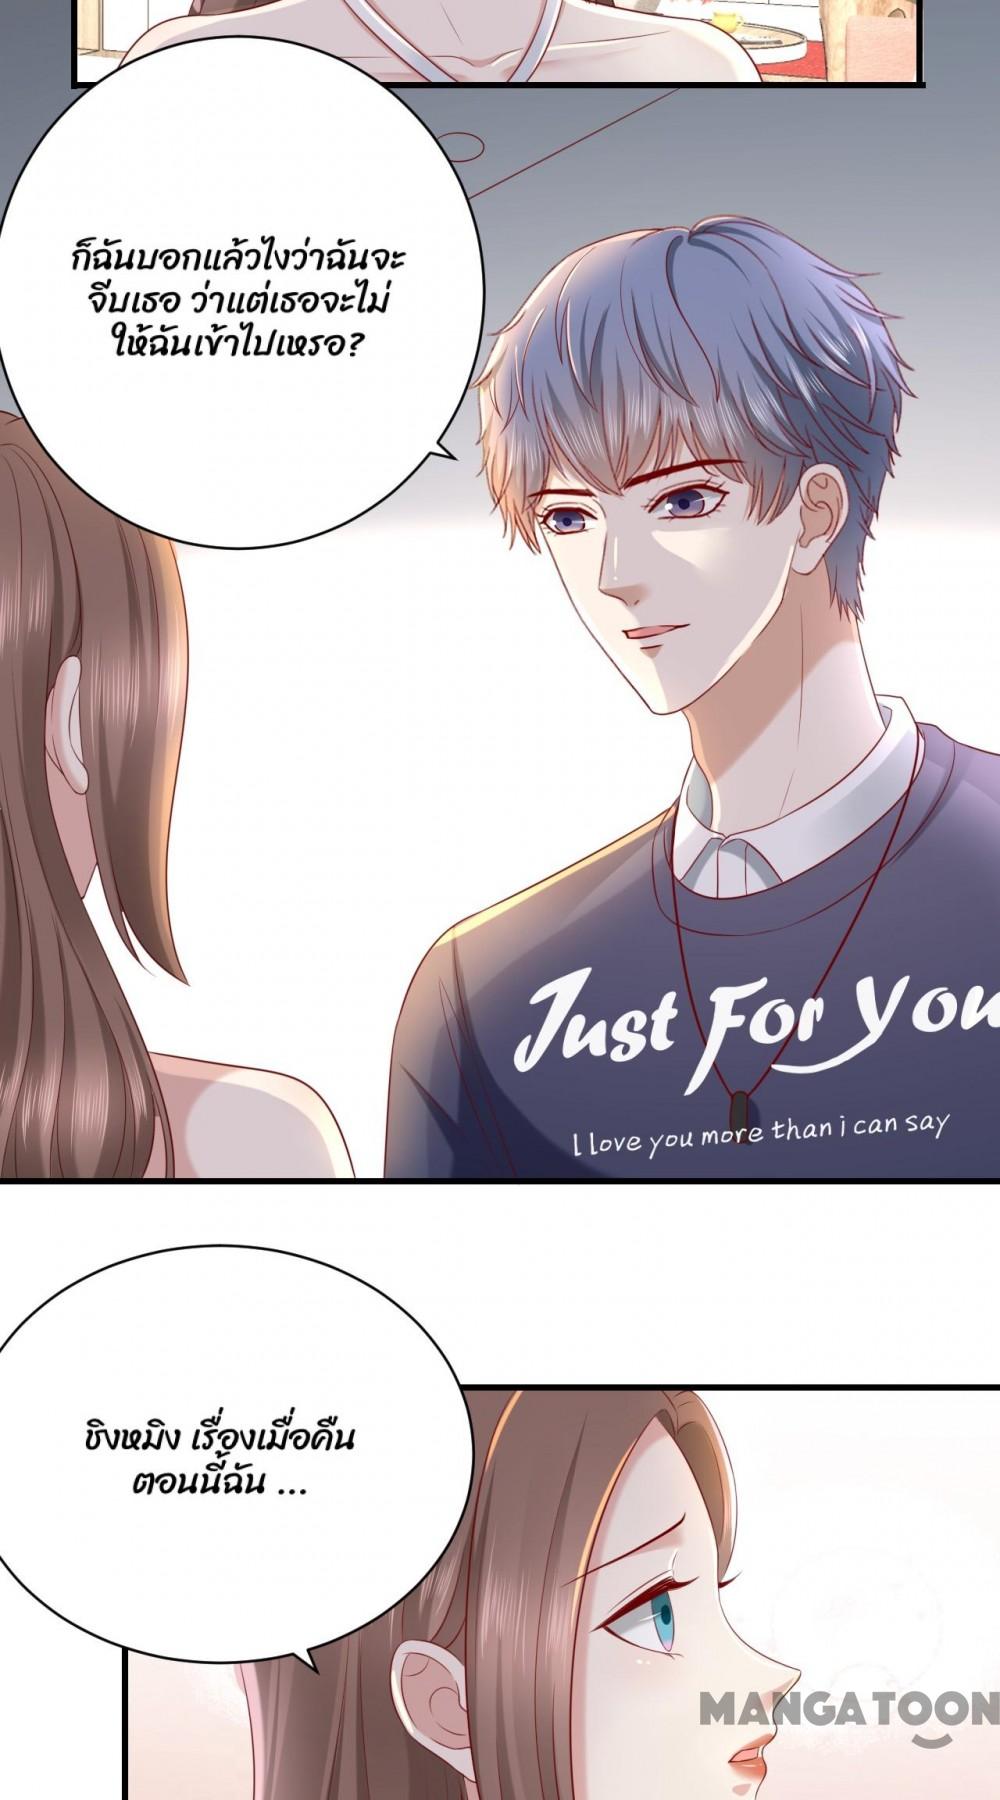 ก็ฉันบอกแล้วไงว่าฉันจะ
จีบเธอ ว่าแต่เธอจะไม่
ให้ฉันเข้าไปเหรอ?
Just For You
I love you more than i can say
ชิงหมิง เรื่องเมื่อคืน
ตอนนี้ฉัน ...
MANGATOON